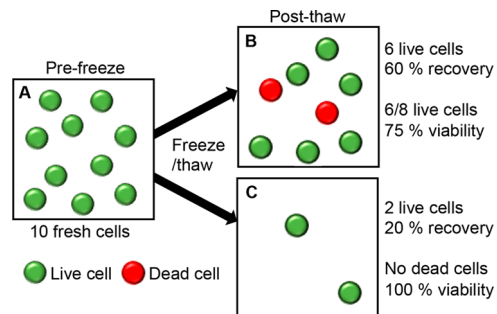 Pre-freeze
Post-thaw
A
10 fresh cells
Freeze
/thaw
B
6 live cells
60 % recovery
6/8 live cells
75 % viability
C
2 live cells
20 % recovery
No dead cells
100 % viability
Live cell
Dead cell